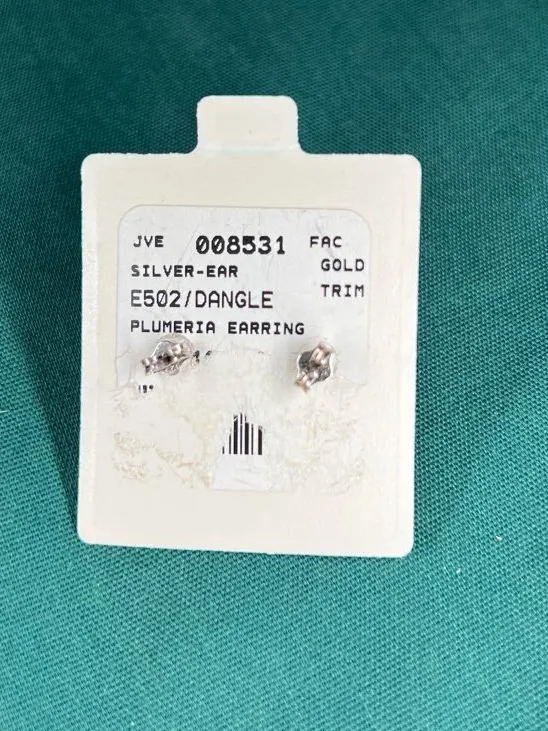 JVE 008531 FAC
SILVER-EAR GOLD
E502/DANGLE TRIM
PLUMERIA EARRING